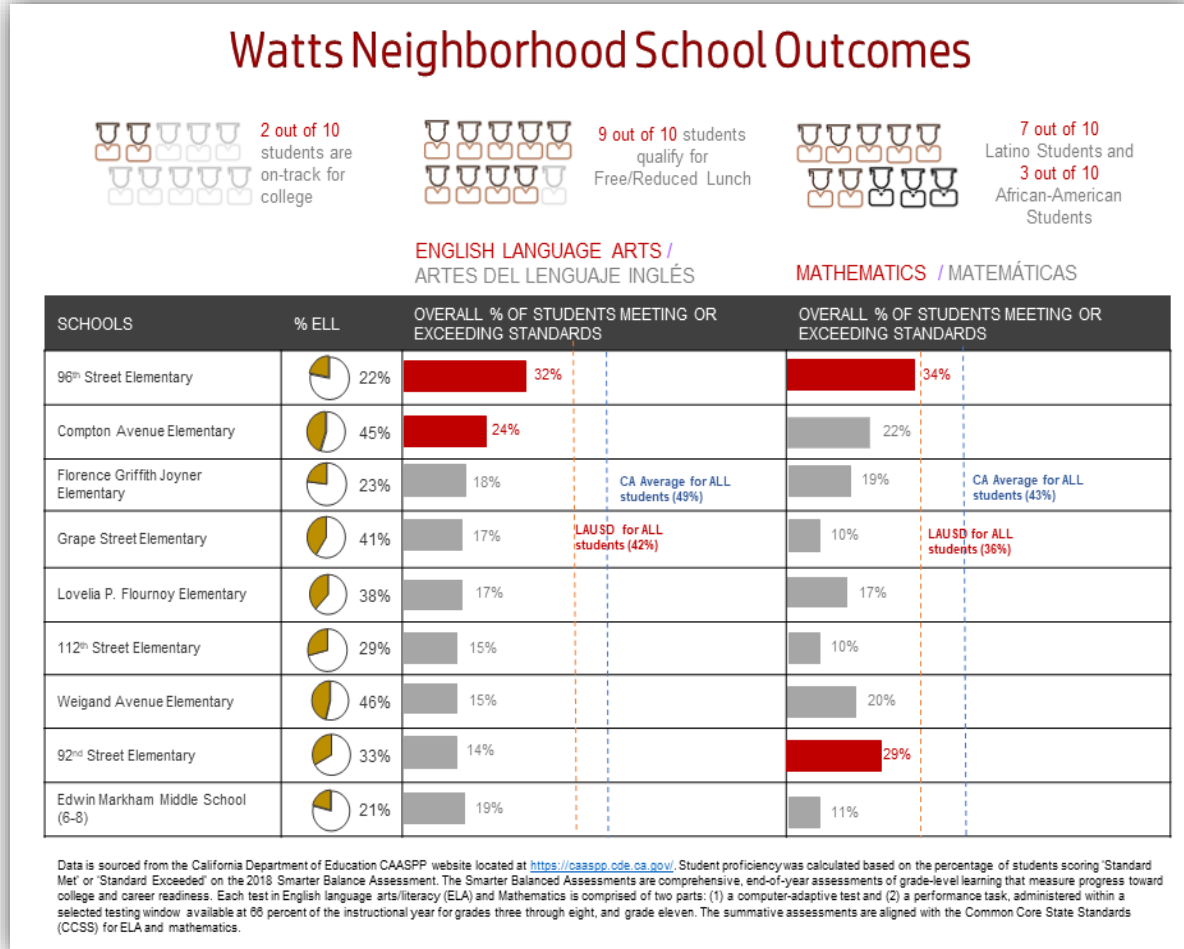 Watts Neighborhood School Outcomes
2 out of 10
students are
on-track for
college
9 out of 10 students
qualify for
Free/Reduced Lunch
7 out of 10
Latino Students and
3 out of 10
African-American
Students
ENGLISH LANGUAGE ARTS /
ARTES DEL LENGUAJE INGLÉS
MATHEMATICS / MATEMÁTICAS
SCHOOLS
% ELL
OVERALL % OF STUDENTS MEETING OR
EXCEEDING STANDARDS
OVERALL % OF STUDENTS MEETING OR
EXCEEDING STANDARDS
96th Street Elementary
22%
32%
34%
Compton Avenue Elementary
45%
24%
22%
Florence Griffith Joyner
Elementary
23%
18%
CA Average for ALL
students (49%)
19%
CA Average for ALL
students (43%)
Grape Street Elementary
41%
17%
LAUSD for ALL
students (42%)
10%
LAUSD for ALL
students (36%)
Lovelia P. Flournoy Elementary
38%
17%
17%
112th Street Elementary
29%
15%
10%
Weigand Avenue Elementary
46%
15%
20%
92nd Street Elementary
33%
14%
29%
Edwin Markham Middle School
(6-8)
21%
19%
11%
Data is sourced from the California Department of Education CAASPP website located at https://caaspp.cde.ca.gov/. Student proficiency was calculated based on the percentage of students scoring 'Standard
Met' or 'Standard Exceeded' on the 2018 Smarter Balance Assessment. The Smarter Balanced Assessments are comprehensive, end-of-year assessments of grade-level learning that measure progress toward
college and career readiness. Each test in English language arts/literacy (ELA) and Mathematics is comprised of two parts: (1) a computer-adaptive test and (2) a performance task, administered within a
selected testing window available at 66 percent of the instructional year for grades three through eight, and grade eleven. The summative assessments are aligned with the Common Core State Standards
(CCSS) for ELA and mathematics.